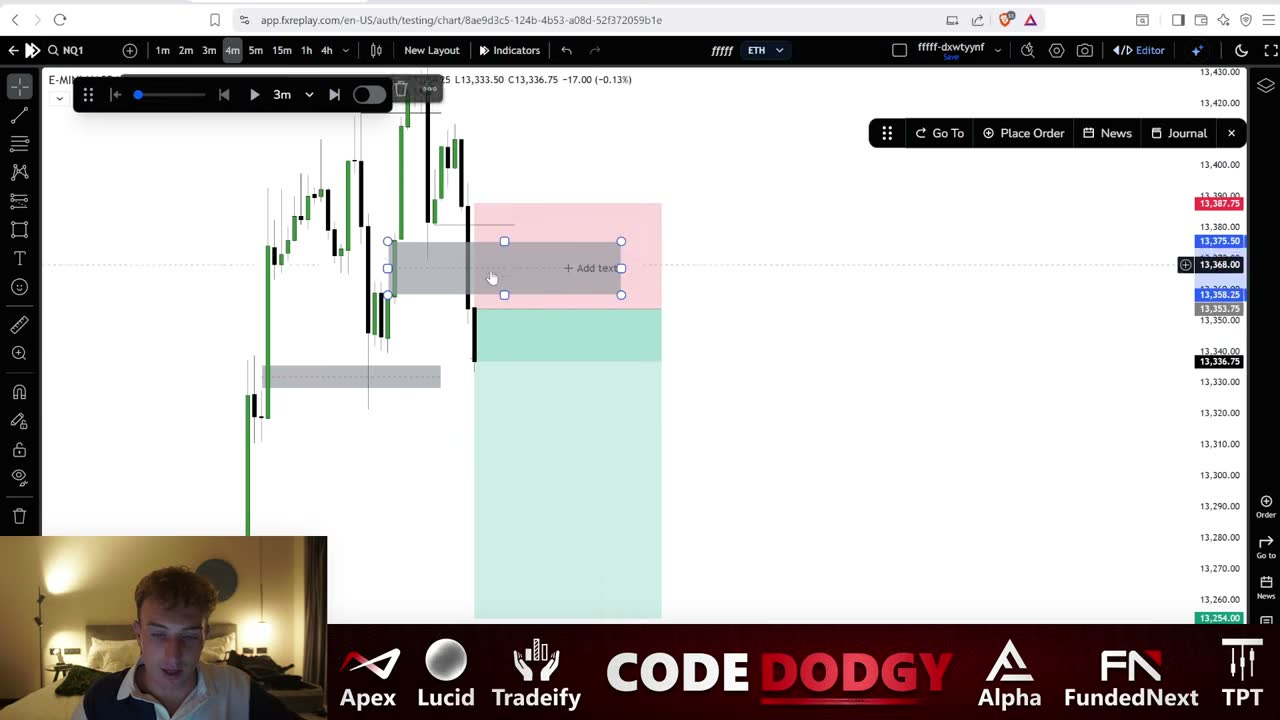 app.fxreplay.com/en-US/auth/testing/chart/8ae9d3c5-124b-4b53-a08d-52f372059b1e
NQ1 1m 2m 3m 4m 5m 15m 1h 4h New Layout Indicators fffff ETH fffff-dxwtyynf Save Editor
L13,333.50 C13,336.75 −17.00 (−0.13%)
3m
Go To Place Order News Journal
13,430.00
13,420.00
13,400.00
13,390.00
13,387.75
13,380.00
13,375.50
13,368.00
Add text
13,358.25
13,353.75
13,350.00
13,340.00
13,336.75
13,330.00
13,320.00
13,310.00
13,300.00
13,290.00
13,280.00
13,270.00
13,260.00
13,254.00
Order
Go to
News
CODE DODGY
Apex Lucid Tradeify Alpha FundedNext TPT